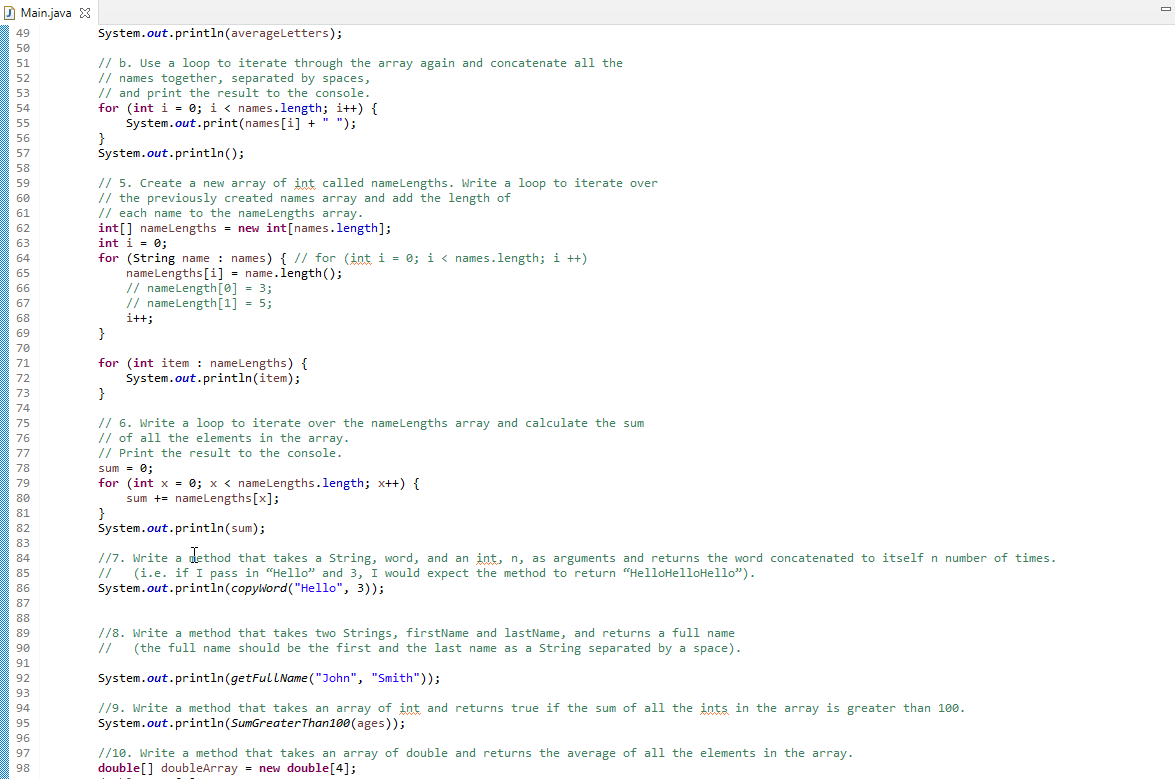 Main.java
49 System.out.println(averageLetters);
50
51 // b. Use a loop to iterate through the array again and concatenate all the
52 // names together, separated by spaces,
53 // and print the result to the console.
54 for (int i = 0; i < names.length; i++) {
55 System.out.print(names[i] + " ");
56 }
57 System.out.println();
58
59 // 5. Create a new array of int called nameLengths. Write a loop to iterate over
60 // the previously created names array and add the length of
61 // each name to the nameLengths array.
62 int[] nameLengths = new int[names.length];
63 int i = 0;
64 for (String name : names) { // for (int i = 0; i < names.length; i ++)
65 nameLengths[i] = name.length();
66 // nameLength[0] = 3;
67 // nameLength[1] = 5;
68 i++;
69 }
70
71 for (int item : nameLengths) {
72 System.out.println(item);
73 }
74
75 // 6. Write a loop to iterate over the nameLengths array and calculate the sum
76 // of all the elements in the array.
77 // Print the result to the console.
78 sum = 0;
79 for (int x = 0; x < nameLengths.length; x++) {
80 sum += nameLengths[x];
81 }
82 System.out.println(sum);
83
84 //7. Write a method that takes a String, word, and an int, n, as arguments and returns the word concatenated to itself n number of times.
85 // (i.e. if I pass in “Hello” and 3, I would expect the method to return “HelloHelloHello”).
86 System.out.println(copyWord("Hello", 3));
87
88
89 //8. Write a method that takes two Strings, firstName and lastName, and returns a full name
90 // (the full name should be the first and the last name as a String separated by a space).
91
92 System.out.println(getFullName("John", "Smith"));
93
94 //9. Write a method that takes an array of int and returns true if the sum of all the ints in the array is greater than 100.
95 System.out.println(SumGreaterThan100(ages));
96
97 //10. Write a method that takes an array of double and returns the average of all the elements in the array.
98 double[] doubleArray = new double[4];